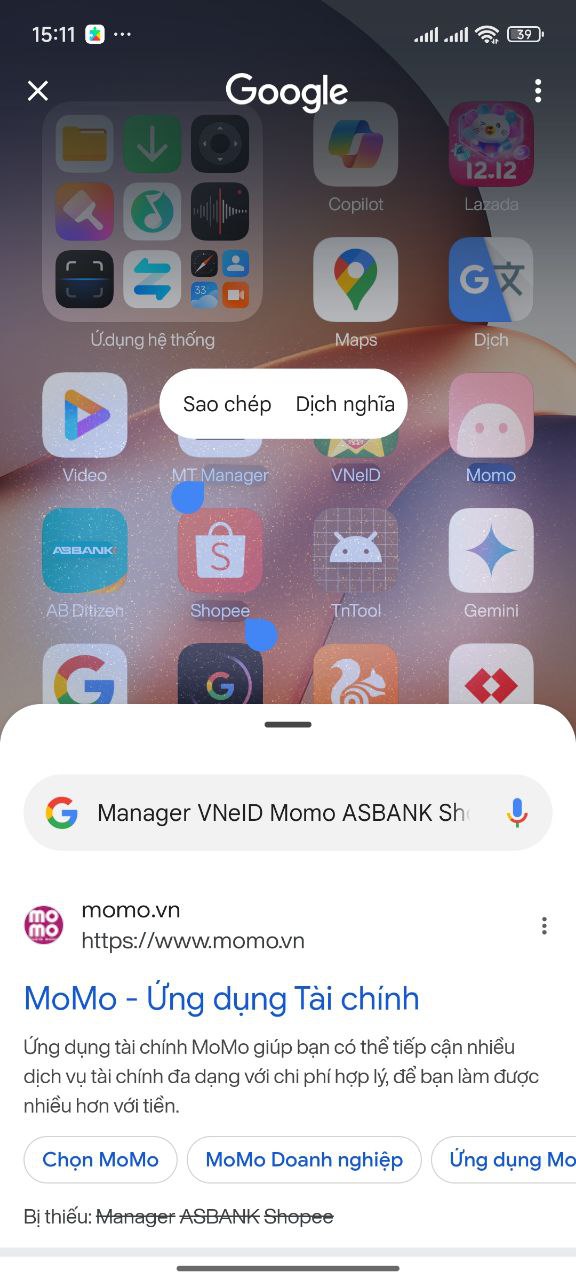 15:11
39
Google
12.12
Copilot
Lazada
33
Ứ.dụng hệ thống
Maps
Dịch
Sao chép Dịch nghĩa
Video
MT Manager
VNeID
Momo
ABBANK
AB Ditizen
Shopee
TnTool
Gemini
Manager VNeID Momo ASBANK Sho
momo.vn
https://www.momo.vn
MoMo - Ứng dụng Tài chính
Ứng dụng tài chính MoMo giúp bạn có thể tiếp cận nhiều
dịch vụ tài chính đa dạng với chi phí hợp lý, để bạn làm được
nhiều hơn với tiền.
Chọn MoMo
MoMo Doanh nghiệp
Ứng dụng Mo
Bị thiếu: Manager ASBANK Shopee